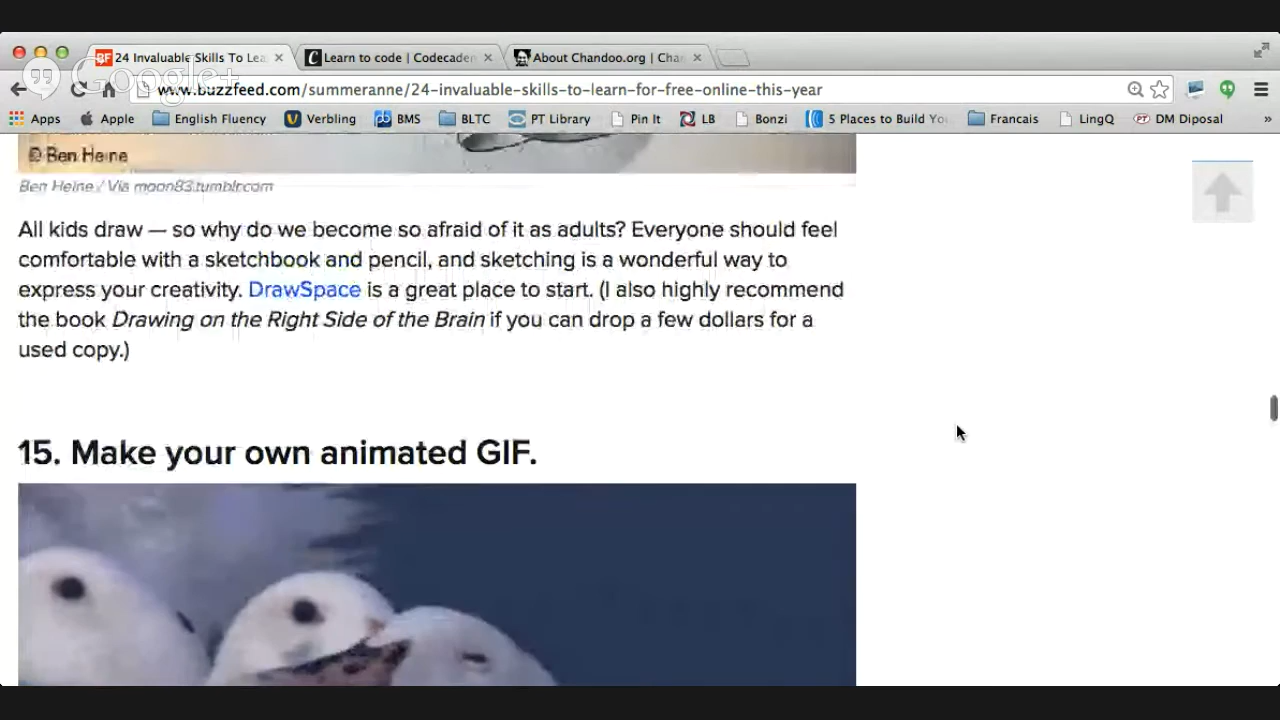 24 Invaluable Skills To Lea
Learn to code | Codecader
About Chandoo.org | Cha
Google+
www.buzzfeed.com/summeranne/24-invaluable-skills-to-learn-for-free-online-this-year
Apps Apple English Fluency Verbling BMS BLTC PT Library Pin It LB Bonzi 5 Places to Build Yo Francais LingQ DM Diposal »
© Ben Heine
Ben Heine / Via moon83.tumblr.com
All kids draw — so why do we become so afraid of it as adults? Everyone should feel
comfortable with a sketchbook and pencil, and sketching is a wonderful way to
express your creativity. DrawSpace is a great place to start. (I also highly recommend
the book Drawing on the Right Side of the Brain if you can drop a few dollars for a
used copy.)
15. Make your own animated GIF.